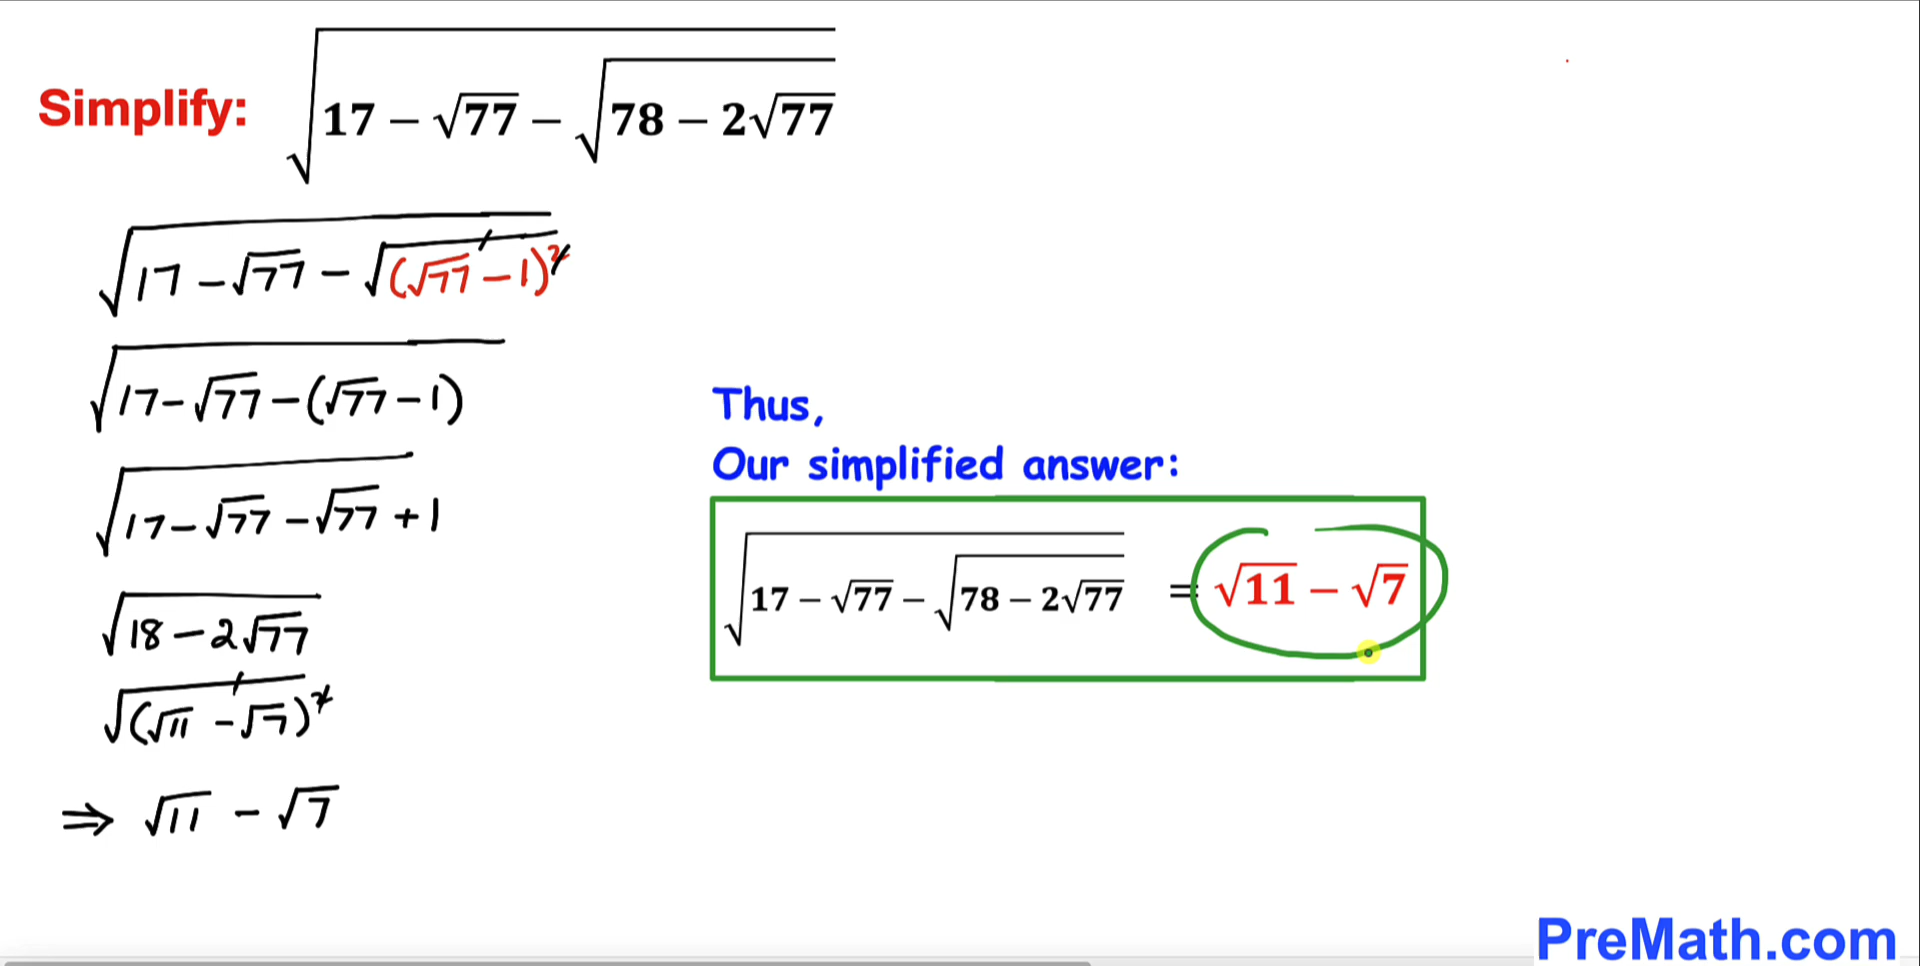 Simplify: √(17 − √77 − √(78 − 2√77))
√(17 − √77 − √((√77 − 1)²))
√(17 − √77 − (√77 − 1))
√(17 − √77 − √77 + 1)
√(18 − 2√77)
√((√11 − √7)²)
⇒ √11 − √7
Thus,
Our simplified answer:
√(17 − √77 − √(78 − 2√77)) = √11 − √7
PreMath.com